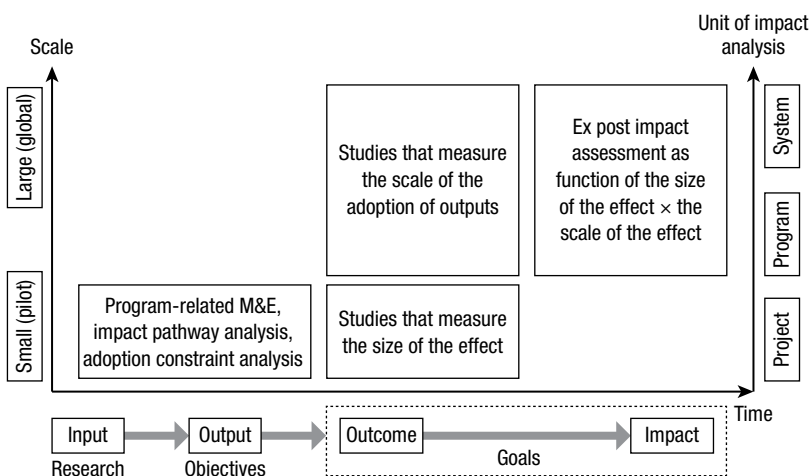 Scale
Unit of impact
analysis
Large (global)
Small (pilot)
Studies that measure
the scale of the
adoption of outputs
Ex post impact
assessment as
function of the size
of the effect × the
scale of the effect
Program-related M&E,
impact pathway analysis,
adoption constraint analysis
Studies that measure
the size of the effect
System
Program
Project
Time
Input
Output
Outcome
Impact
Research
Objectives
Goals